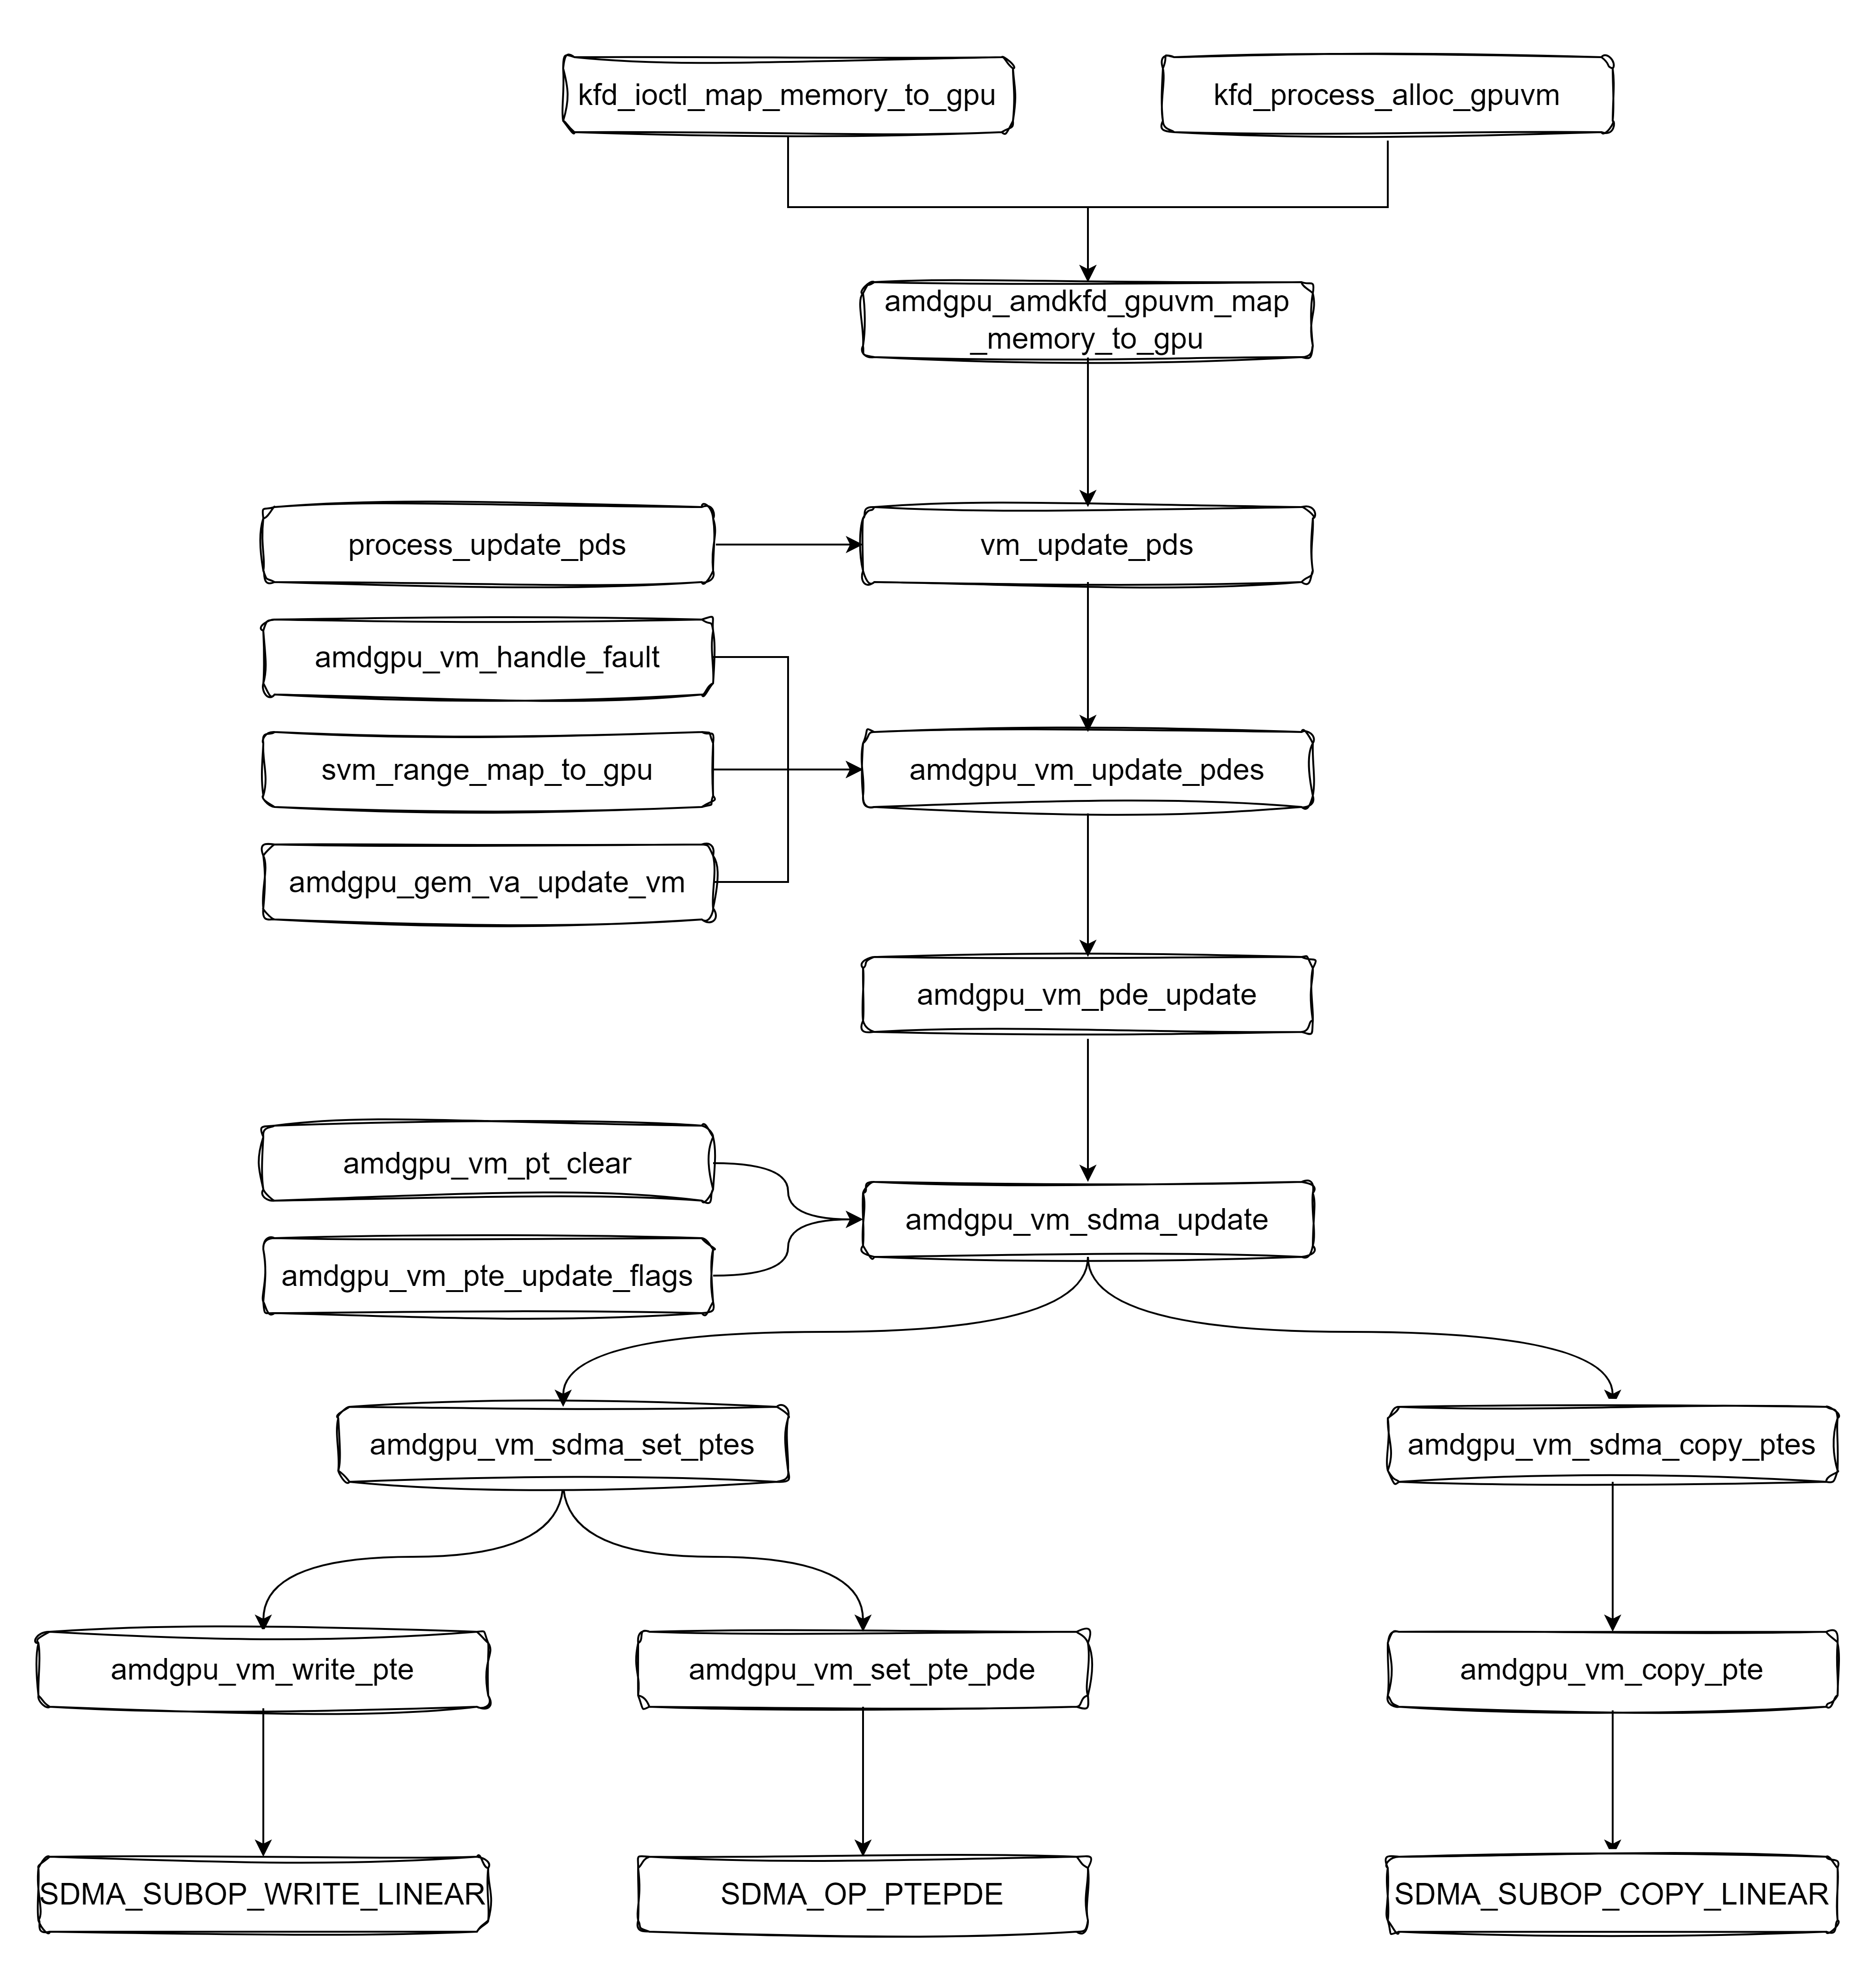 kfd_ioctl_map_memory_to_gpu
kfd_process_alloc_gpuvm
amdgpu_amdkfd_gpuvm_map
_memory_to_gpu
process_update_pds
vm_update_pds
amdgpu_vm_handle_fault
svm_range_map_to_gpu
amdgpu_vm_update_pdes
amdgpu_gem_va_update_vm
amdgpu_vm_pde_update
amdgpu_vm_pt_clear
amdgpu_vm_sdma_update
amdgpu_vm_pte_update_flags
amdgpu_vm_sdma_set_ptes
amdgpu_vm_sdma_copy_ptes
amdgpu_vm_write_pte
amdgpu_vm_set_pte_pde
amdgpu_vm_copy_pte
SDMA_SUBOP_WRITE_LINEAR
SDMA_OP_PTEPDE
SDMA_SUBOP_COPY_LINEAR